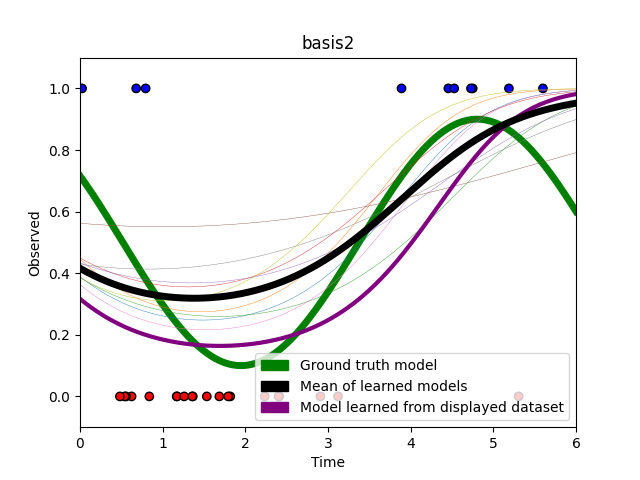 basis2
Observed
1.0
0.8
0.6
0.4
0.2
0.0
Ground truth model
Mean of learned models
Model learned from displayed dataset
0 1 2 3 4 5 6
Time